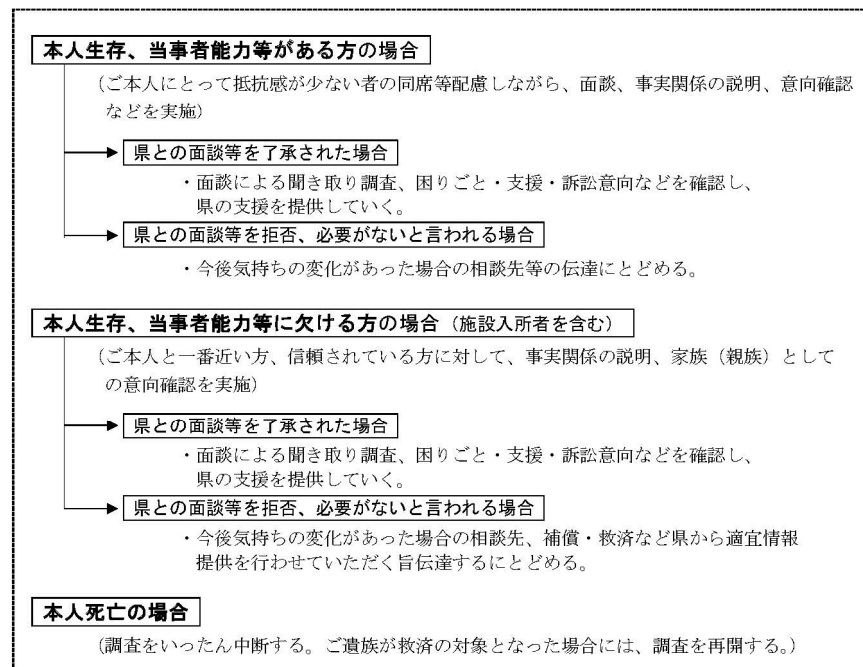 本人生存、当事者能力等がある方の場合
（ご本人にとって抵抗感が少ない者の同席等配慮しながら、面談、事実関係の説明、意向確認
などを実施）
県との面談等を了承された場合
・面談による聞き取り調査、困りごと・支援・訴訟意向などを確認し、
県の支援を提供していく。
県との面談等を拒否、必要がないと言われる場合
・今後気持ちの変化があった場合の相談先等の伝達にとどめる。
本人生存、当事者能力等に欠ける方の場合（施設入所者を含む）
（ご本人と一番近い方、信頼されている方に対して、事実関係の説明、家族（親族）として
の意向確認を実施）
県との面談等を了承された場合
・面談による聞き取り調査、困りごと・支援・訴訟意向などを確認し、
県の支援を提供していく。
県との面談等を拒否、必要がないと言われる場合
・今後気持ちの変化があった場合の相談先、補償・救済など県から適宜情報
提供を行わせていただく旨伝達するにとどめる。
本人死亡の場合
（調査をいったん中断する。ご遺族が救済の対象となった場合には、調査を再開する。）